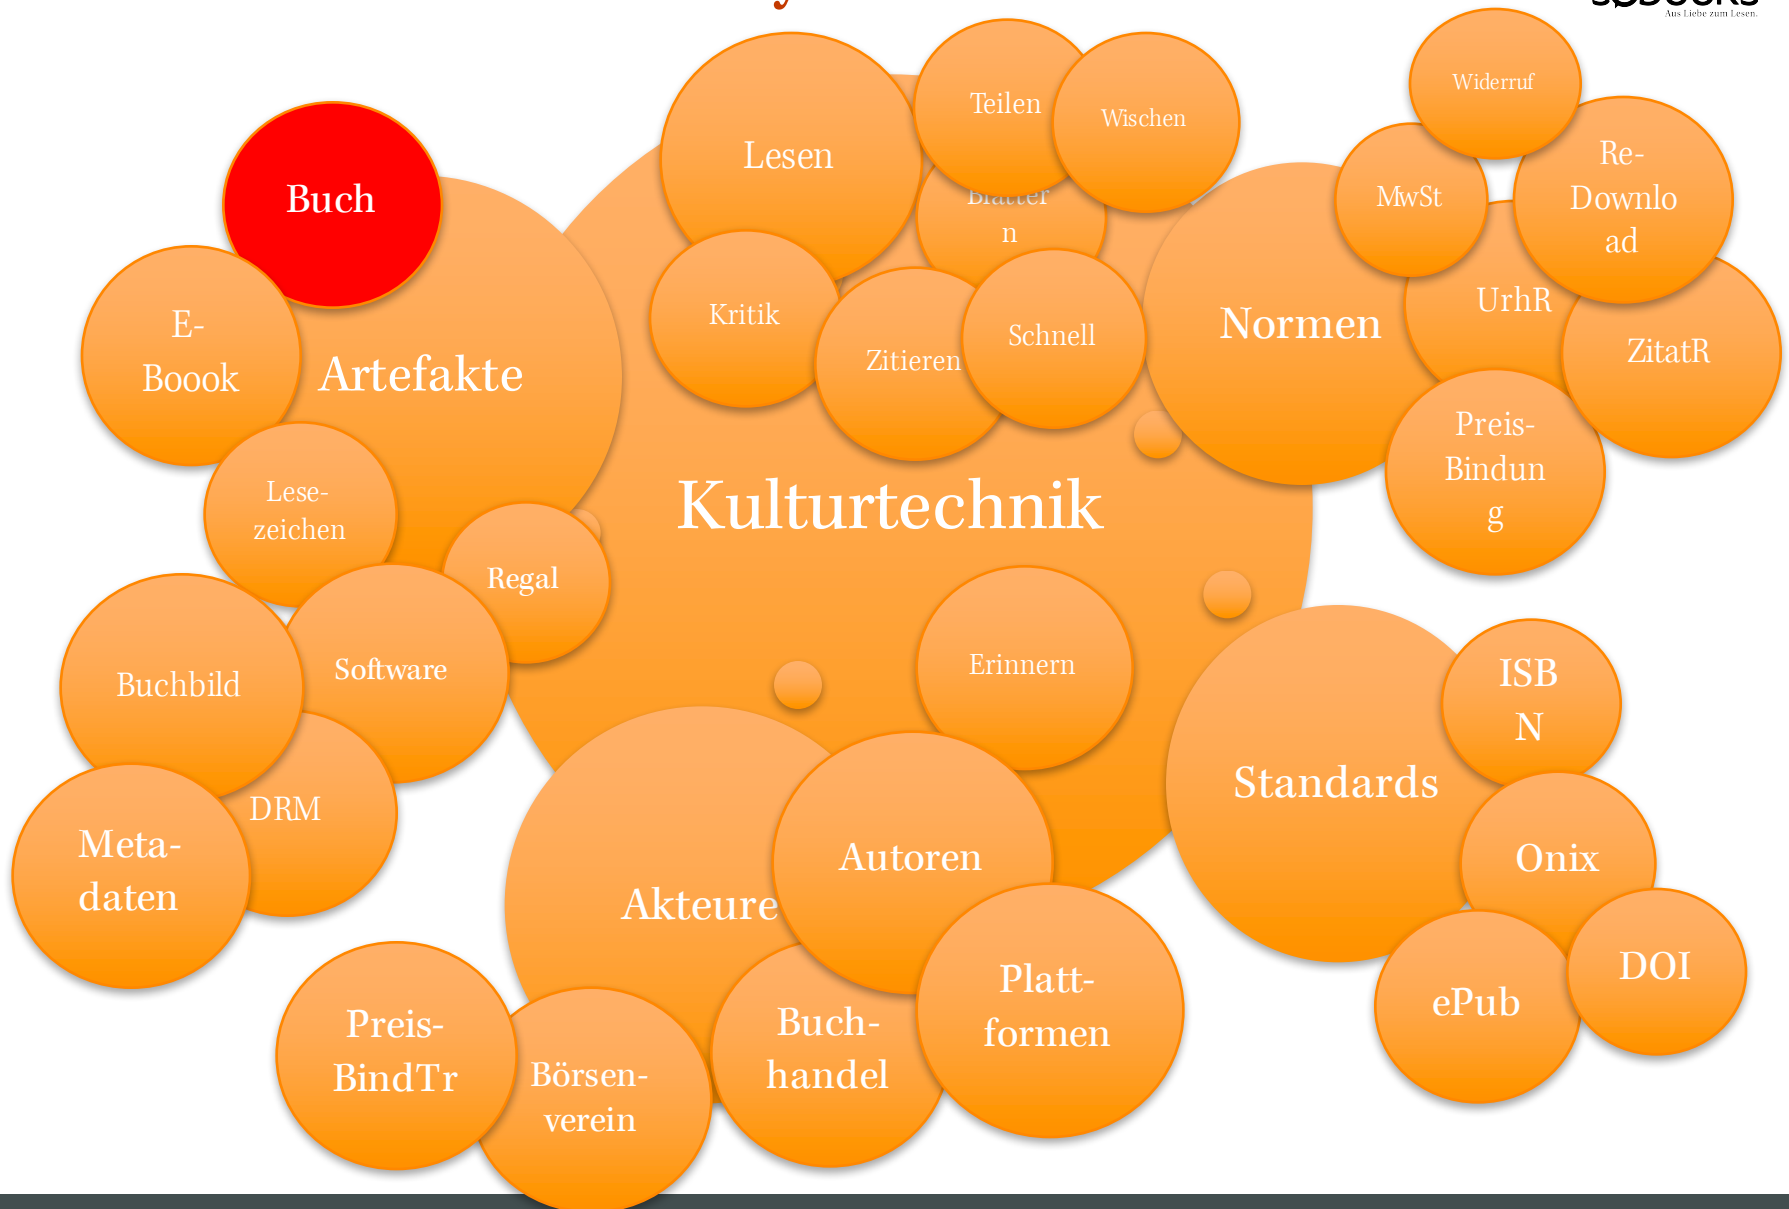 Aus Liebe zum Lesen.
Widerruf
Teilen
Wischen
Lesen
Re-
Downlo
ad
MwSt
Buch
Blätter
n
UrhR
Kritik
Schnell
Normen
E-
Boook
Zitieren
ZitatR
Artefakte
Preis-
Bindun
g
Lese-
zeichen
Kulturtechnik
Regal
Software
Erinnern
Buchbild
ISB
N
Standards
DRM
Meta-
daten
Autoren
Onix
Akteure
DOI
Platt-
formen
ePub
Preis-
BindTr
Buch-
handel
Börsen-
verein